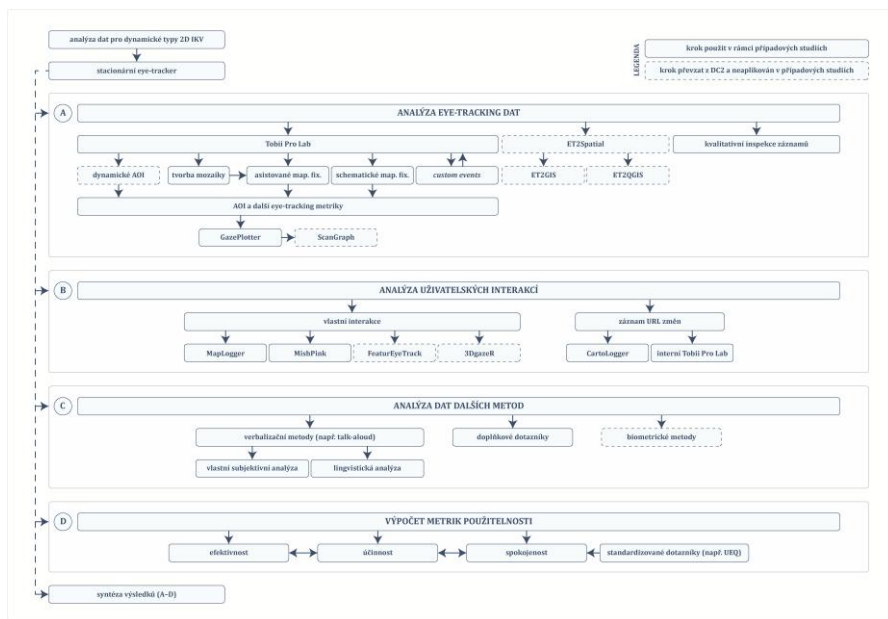 analýza dat pro dynamické typy 2D IKV
stacionární eye-tracker
LEGENDA
krok použit v rámci případových studiích
krok převzat z DC2 a neaplikován v případových studiích
A
ANALÝZA EYE-TRACKING DAT
Tobii Pro Lab
ET2Spatial
kvalitativní inspekce záznamů
dynamické AOI
tvorba mozaiky
asistované map. fix.
schematické map. fix.
custom events
ET2GIS
ET2QGIS
AOI a další eye-tracking metriky
GazePlotter
ScanGraph
B
ANALÝZA UŽIVATELSKÝCH INTERAKCÍ
vlastní interakce
záznam URL změn
MapLogger
MishPink
FeaturEyeTrack
3DgazeR
CartoLogger
interní Tobii Pro Lab
C
ANALÝZA DAT DALŠÍCH METOD
verbalizační metody (např. talk-aloud)
doplňkové dotazníky
biometrické metody
vlastní subjektivní analýza
lingvistická analýza
D
VÝPOČET METRIK POUŽITELNOSTI
efektivnost
účinnost
spokojenost
standardizované dotazníky (např. UEQ)
syntéza výsledků (A–D)